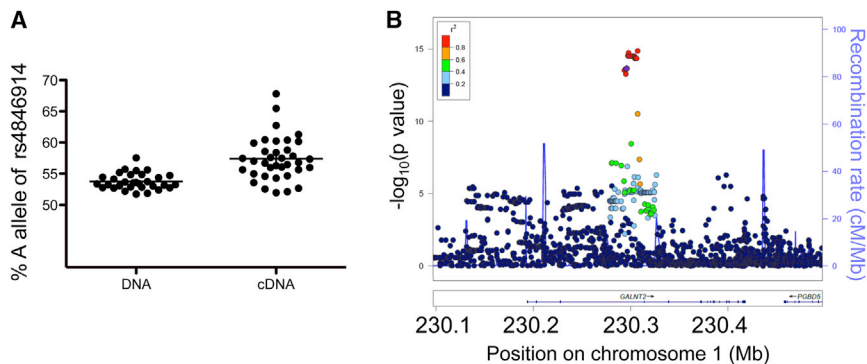 A
% A allele of rs4846914
70
65
60
55
50
DNA
cDNA
B
r²
0.8
0.6
0.4
0.2
-log₁₀(p value)
15
10
5
0
Recombination rate (cM/Mb)
100
80
60
40
20
0
GALNT2→
←PGBD5
230.1
230.2
230.3
230.4
Position on chromosome 1 (Mb)